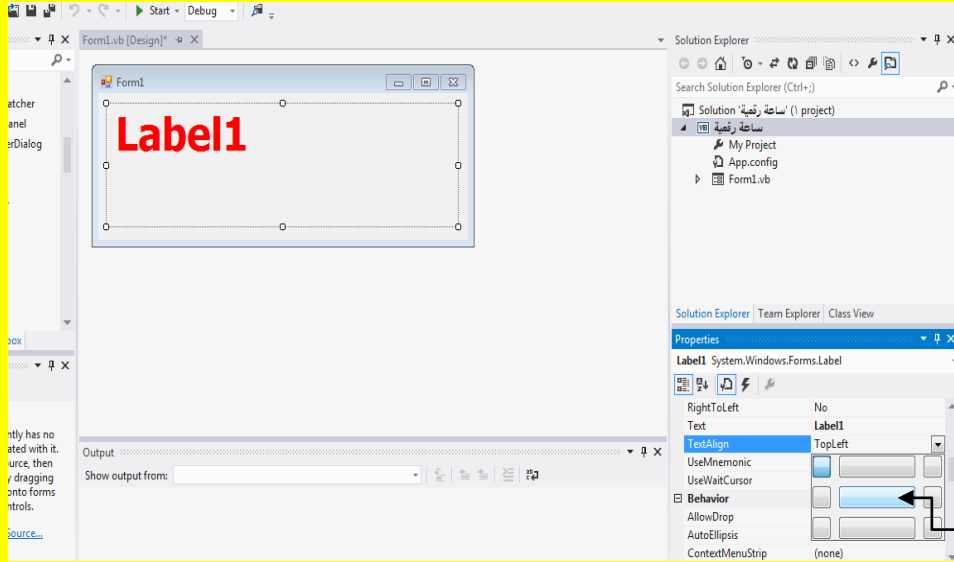 Start Debug
Form1.vb [Design]*
Form1
Label1
atcher
anel
erDialog
box
ntly has no
ated with it.
urce, then
y dragging
onto forms
ntrols.
Source...
Output
Show output from:
Solution Explorer
Search Solution Explorer (Ctrl+;)
Solution 'ساعة رقمية' (١ project)
ساعة رقمية
VB
My Project
App.config
Form1.vb
Solution Explorer Team Explorer Class View
Properties
Label1 System.Windows.Forms.Label
RightToLeft No
Text Label1
TextAlign TopLeft
UseMnemonic
UseWaitCursor
Behavior
AllowDrop
AutoEllipsis
ContextMenuStrip (none)